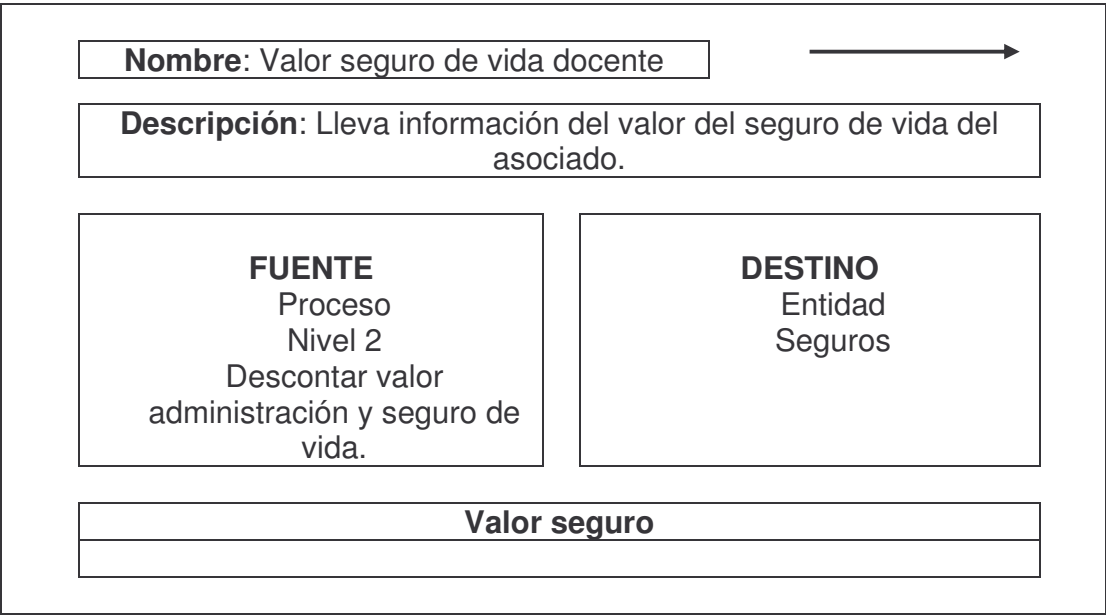 Nombre: Valor seguro de vida docente
Descripción: Lleva información del valor del seguro de vida del
asociado.
FUENTE
Proceso
Nivel 2
Descontar valor
administración y seguro de
vida.
DESTINO
Entidad
Seguros
Valor seguro